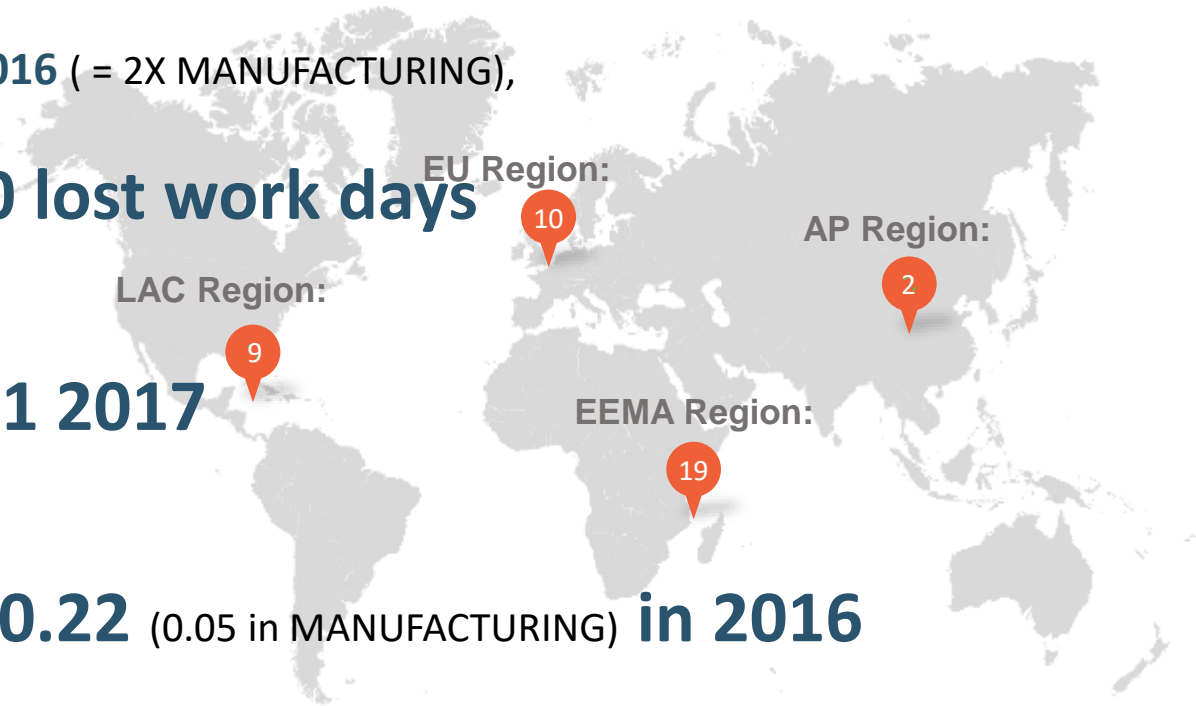 016 ( = 2X MANUFACTURING),
EU Region:
0 lost work days
10
AP Region:
2
LAC Region:
9
1 2017
EEMA Region:
19
0.22 (0.05 in MANUFACTURING) in 2016